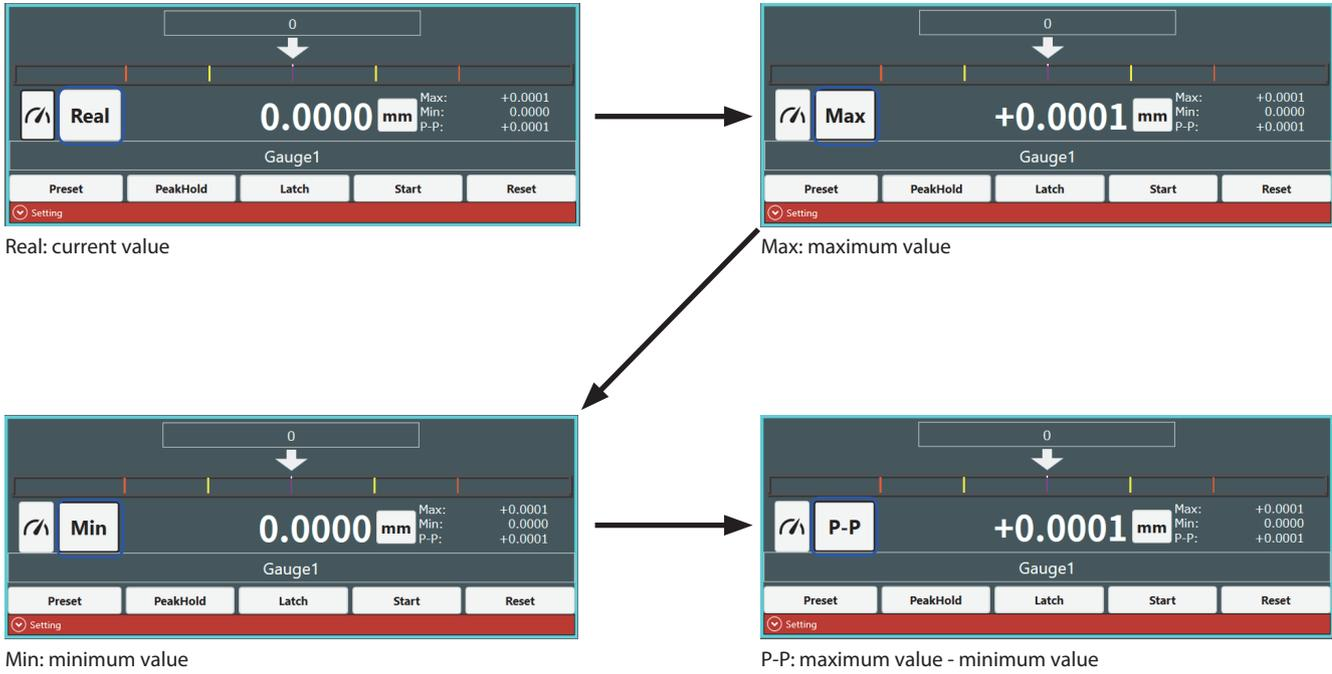 0
Real
0.0000
mm
Max: +0.0001
Min: 0.0000
P-P: +0.0001
Gauge1
Preset PeakHold Latch Start Reset
Setting
Real: current value
0
Max
+0.0001
mm
Max: +0.0001
Min: 0.0000
P-P: +0.0001
Gauge1
Preset PeakHold Latch Start Reset
Setting
Max: maximum value
0
Min
0.0000
mm
Max: +0.0001
Min: 0.0000
P-P: +0.0001
Gauge1
Preset PeakHold Latch Start Reset
Setting
Min: minimum value
0
P-P
+0.0001
mm
Max: +0.0001
Min: 0.0000
P-P: +0.0001
Gauge1
Preset PeakHold Latch Start Reset
Setting
P-P: maximum value - minimum value